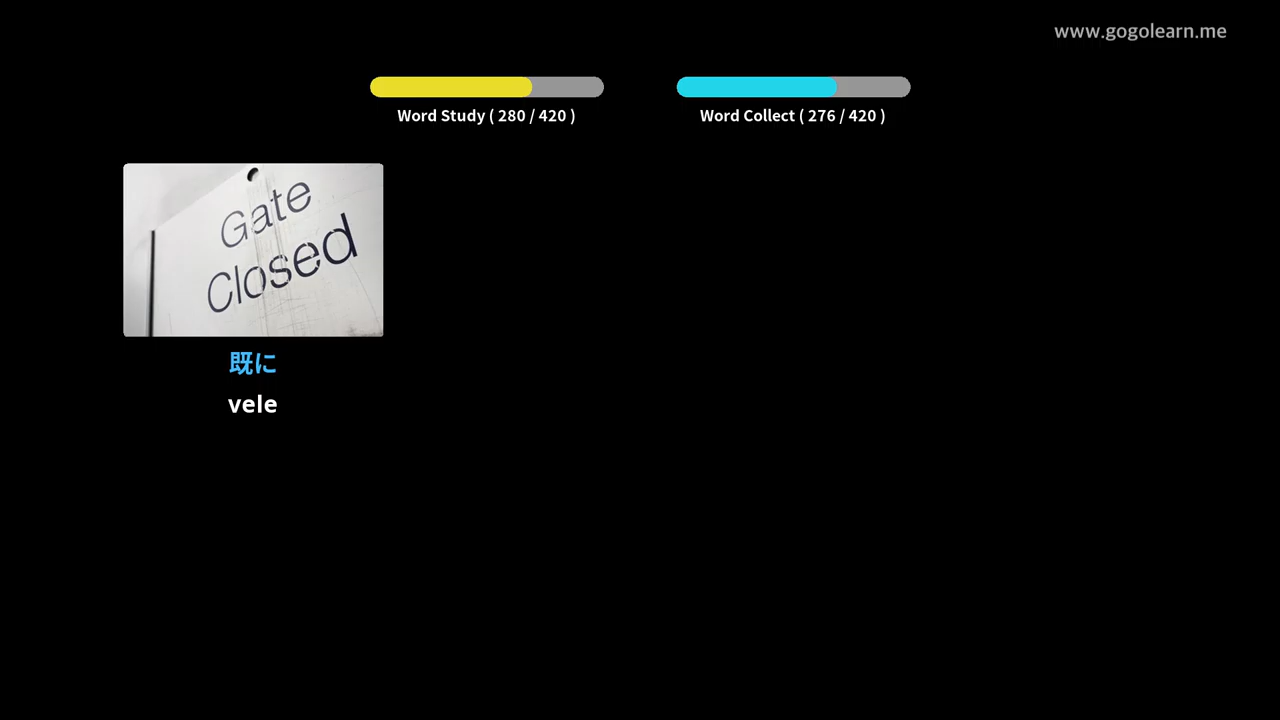 www.gogolearn.me
Word Study ( 280 / 420 )
Word Collect ( 276 / 420 )
Gate
Closed
既に
vele